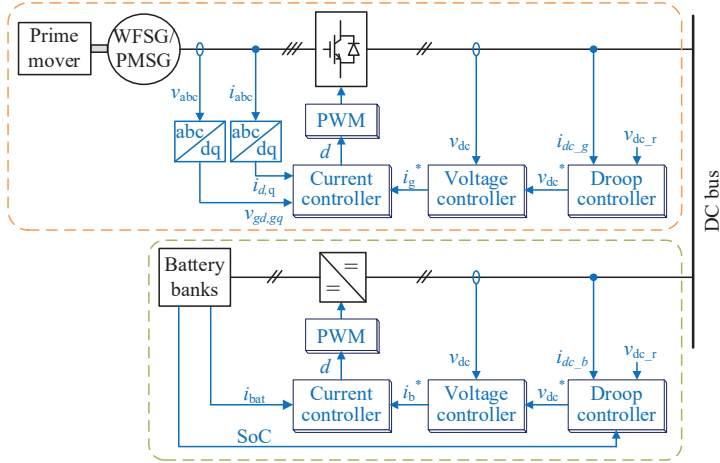 Prime
mover
WFSG/
PMSG
v_abc
i_abc
abc
dq
abc
dq
PWM
d
i_d,q
v_gd,gq
Current
controller
i_g*
v_dc
Voltage
controller
v_dc*
i_dc_g
v_dc_r
Droop
controller
DC bus
Battery
banks
=
=
PWM
d
i_bat
Current
controller
i_b*
v_dc
Voltage
controller
v_dc*
i_dc_b
v_dc_r
Droop
controller
SoC